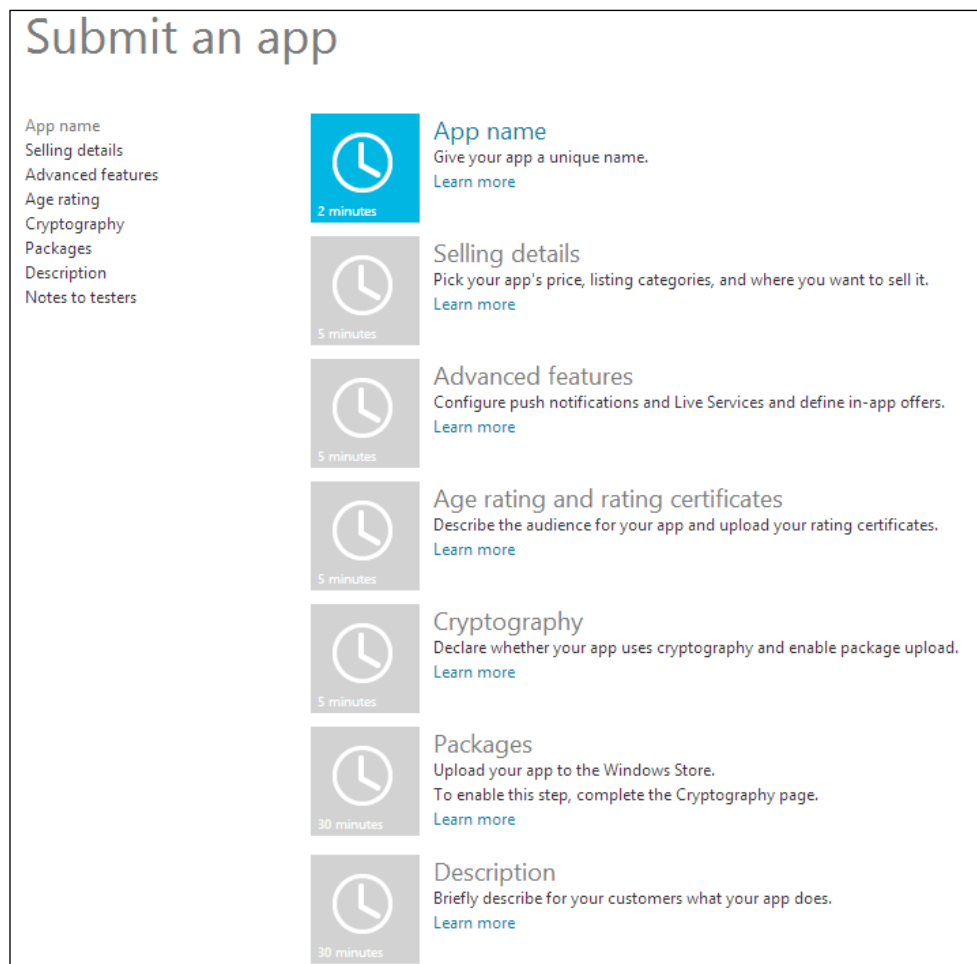 Submit an app
App name
Selling details
Advanced features
Age rating
Cryptography
Packages
Description
Notes to testers
2 minutes
App name
Give your app a unique name.
Learn more
5 minutes
Selling details
Pick your app's price, listing categories, and where you want to sell it.
Learn more
5 minutes
Advanced features
Configure push notifications and Live Services and define in-app offers.
Learn more
5 minutes
Age rating and rating certificates
Describe the audience for your app and upload your rating certificates.
Learn more
5 minutes
Cryptography
Declare whether your app uses cryptography and enable package upload.
Learn more
30 minutes
Packages
Upload your app to the Windows Store.
To enable this step, complete the Cryptography page.
Learn more
30 minutes
Description
Briefly describe for your customers what your app does.
Learn more